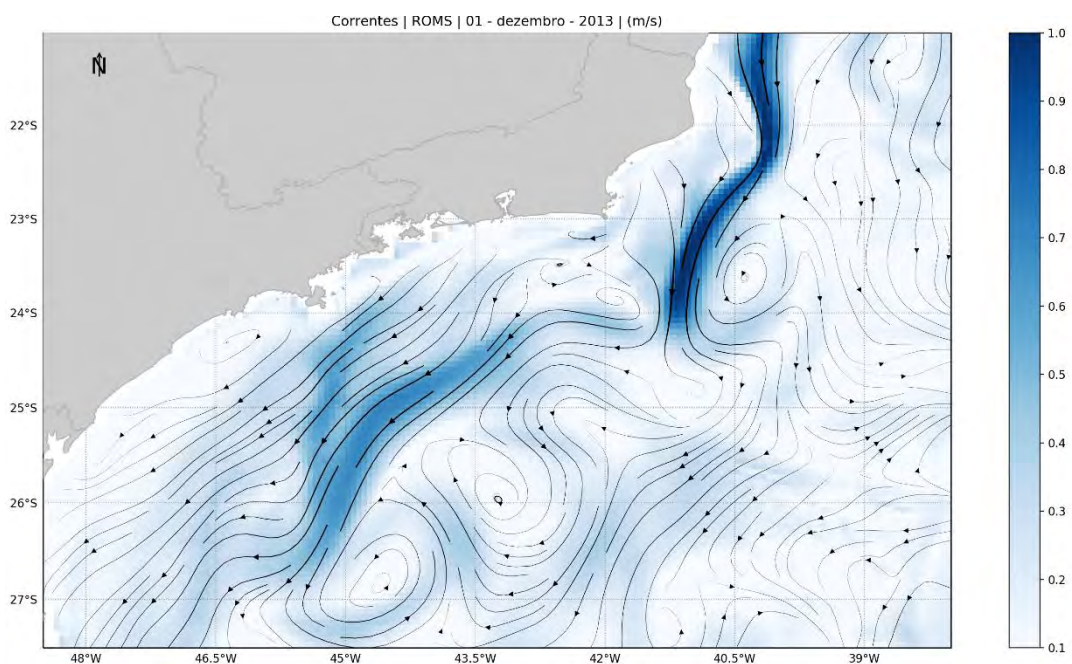 Correntes | ROMS | 01 - dezembro - 2013 | (m/s)
N
22°S
23°S
24°S
25°S
26°S
27°S
48°W
46.5°W
45°W
43.5°W
42°W
40.5°W
39°W
1.0
0.9
0.8
0.7
0.6
0.5
0.4
0.3
0.2
0.1